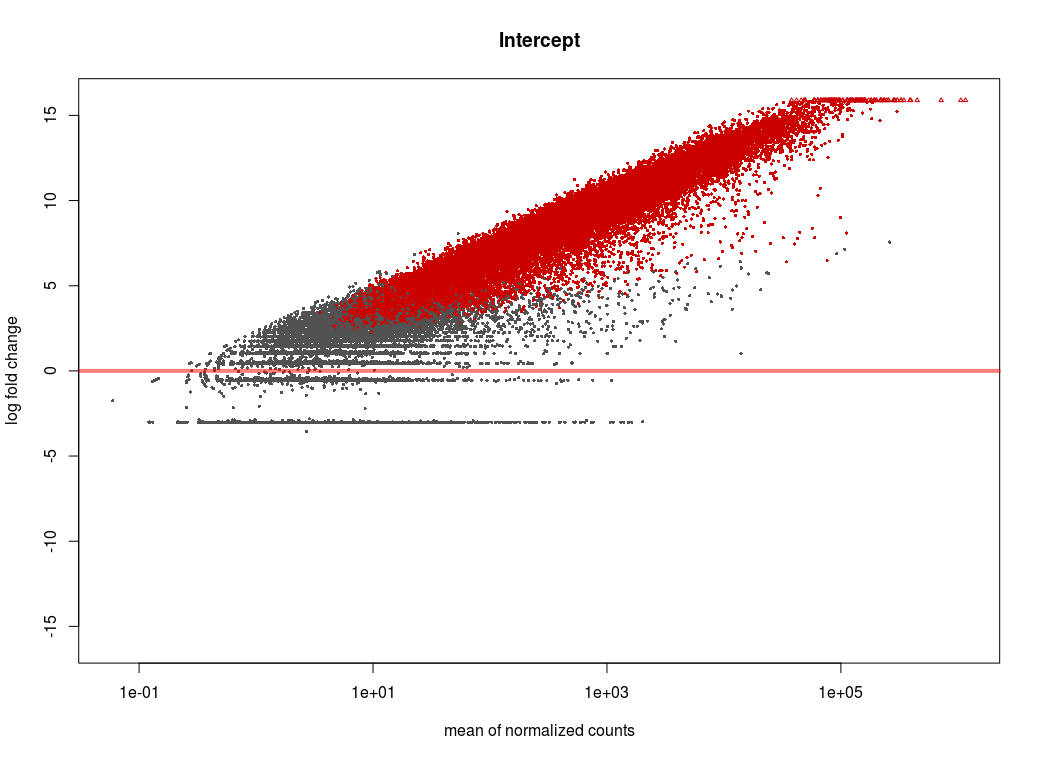 Intercept
15
10
5
0
-5
-10
-15
log fold change
1e-01
1e+01
1e+03
1e+05
mean of normalized counts